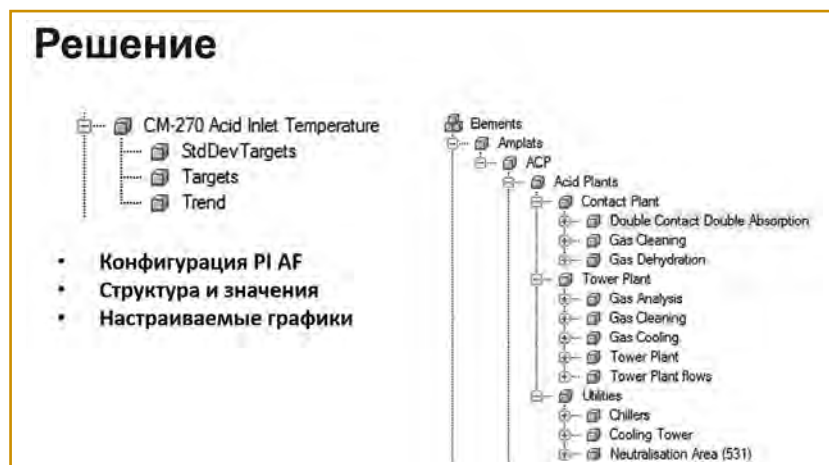 Решение
CM-270 Acid Inlet Temperature
StdDevTargets
Targets
Trend
• Конфигурация PI AF
• Структура и значения
• Настраиваемые графики
Elements
Amplats
ACP
Acid Plants
Contact Plant
Double Contact Double Absorption
Gas Cleaning
Gas Dehydration
Tower Plant
Gas Analysis
Gas Cleaning
Gas Cooling
Tower Plant
Tower Plant flows
Utilities
Chillers
Cooling Tower
Neutralisation Area (531)